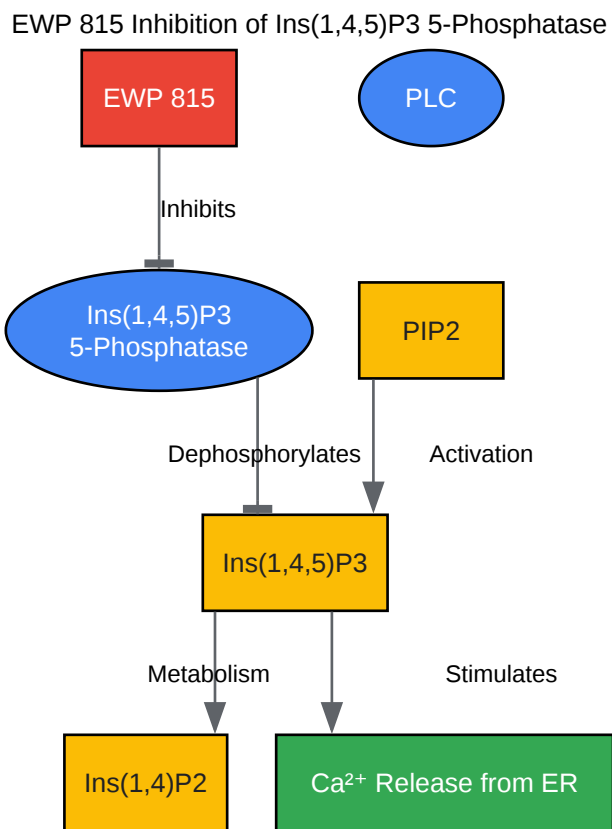 EWP 815 Inhibition of Ins(1,4,5)P3 5-Phosphatase
EWP 815
PLC
Inhibits
Ins(1,4,5)P3
5-Phosphatase
PIP2
Dephosphorylates
Activation
Ins(1,4,5)P3
Metabolism
Stimulates
Ins(1,4)P2
Ca²⁺ Release from ER